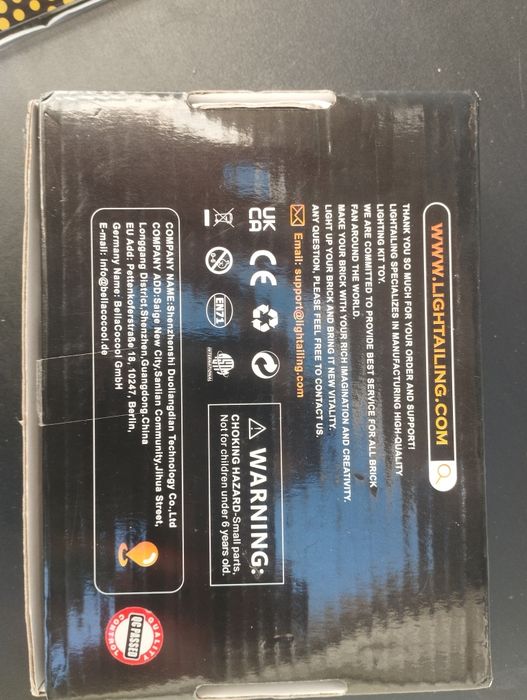 WWW.LIGHTAILING.COM
THANK YOU SO MUCH FOR YOUR ORDER AND SUPPORT!
LIGHTAILING SPECIALIZES IN MANUFACTURING HIGH-QUALITY
LIGHTING KIT TOY.
WE ARE COMMITTED TO PROVIDE BEST SERVICE FOR ALL BRICK
FAN AROUND THE WORLD.
MAKE YOUR BRICK WITH YOUR RICH IMAGINATION AND CREATIVITY.
LIGHT UP YOUR BRICK AND BRING IT NEW VITALITY.
ANY QUESTION, PLEASE FEEL FREE TO CONTACT US.
Email: support@lightailing.com
UK
CA
CE
EN71
INTERNATIONAL
WARNING:
CHOKING HAZARD-Small parts,
Not for children under 6 years old.
COMPANY NAME:Shenzhenshi Duoliangdian Technology Co.,Ltd
COMPANY ADD:Saige New City,Sanlian Community,Jihua Street,
Longgang District,Shenzhen,Guangdong,China
EU Add: Pettenkoferstraße 18, 10247, Berlin,
Germany Name: BellaCocool GmbH
E-mail: info@bellacocool.de
QUALITY
QC PASSED
CONTROL